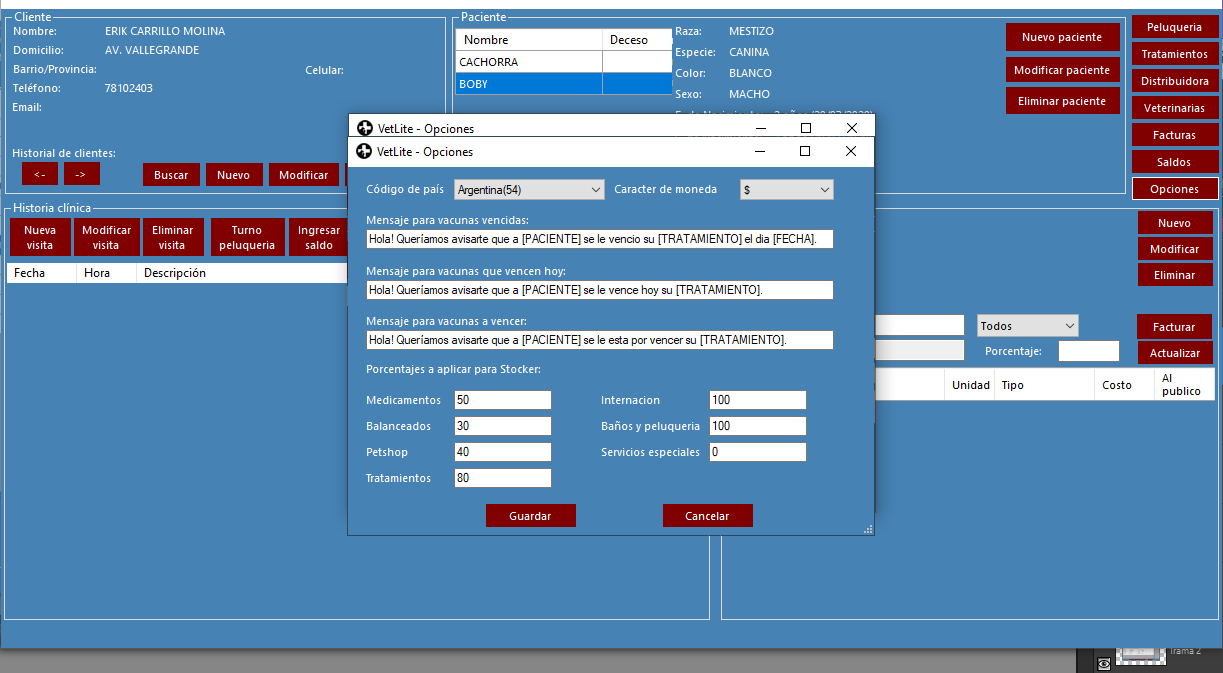 Cliente
Nombre: ERIK CARRILLO MOLINA
Domicilio: AV. VALLEGRANDE
Barrio/Provincia:
Celular:
Teléfono: 78102403
Email:
Historial de clientes:
<- ->
Buscar Nuevo Modificar
Paciente
Nombre Deceso
CACHORRA
BOBY
Raza: MESTIZO
Especie: CANINA
Color: BLANCO
Sexo: MACHO
Nuevo paciente
Modificar paciente
Eliminar paciente
Peluqueria
Tratamientos
Distribuidora
Veterinarias
Facturas
Saldos
Opciones
VetLite - Opciones
VetLite - Opciones
Código de país Argentina(54) Caracter de moneda $
Mensaje para vacunas vencidas:
Hola! Queríamos avisarte que a [PACIENTE] se le vencio su [TRATAMIENTO] el dia [FECHA].
Mensaje para vacunas que vencen hoy:
Hola! Queríamos avisarte que a [PACIENTE] se le vence hoy su [TRATAMIENTO].
Mensaje para vacunas a vencer:
Hola! Queríamos avisarte que a [PACIENTE] se le esta por vencer su [TRATAMIENTO].
Porcentajes a aplicar para Stocker:
Medicamentos 50 Internacion 100
Balanceados 30 Baños y peluqueria 100
Petshop 40 Servicios especiales 0
Tratamientos 80
Guardar Cancelar
Historia clínica
Nueva visita
Modificar visita
Eliminar visita
Turno peluqueria
Ingresar saldo
Fecha Hora Descripción
Nuevo
Modificar
Eliminar
Todos Facturar
Porcentaje: Actualizar
Unidad Tipo Costo Al publico
Trama 2